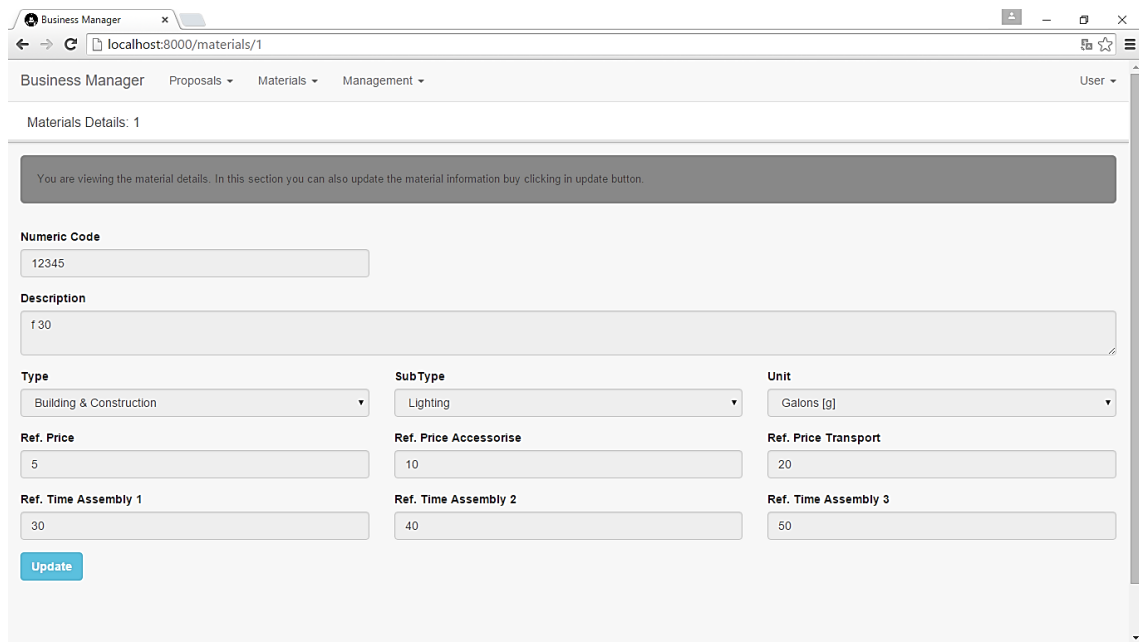 Business Manager
localhost:8000/materials/1
Business Manager Proposals Materials Management User
Materials Details: 1
You are viewing the material details. In this section you can also update the material information buy clicking in update button.
Numeric Code
12345
Description
f 30
Type SubType Unit
Building & Construction Lighting Galons [g]
Ref. Price Ref. Price Accessorise Ref. Price Transport
5 10 20
Ref. Time Assembly 1 Ref. Time Assembly 2 Ref. Time Assembly 3
30 40 50
Update